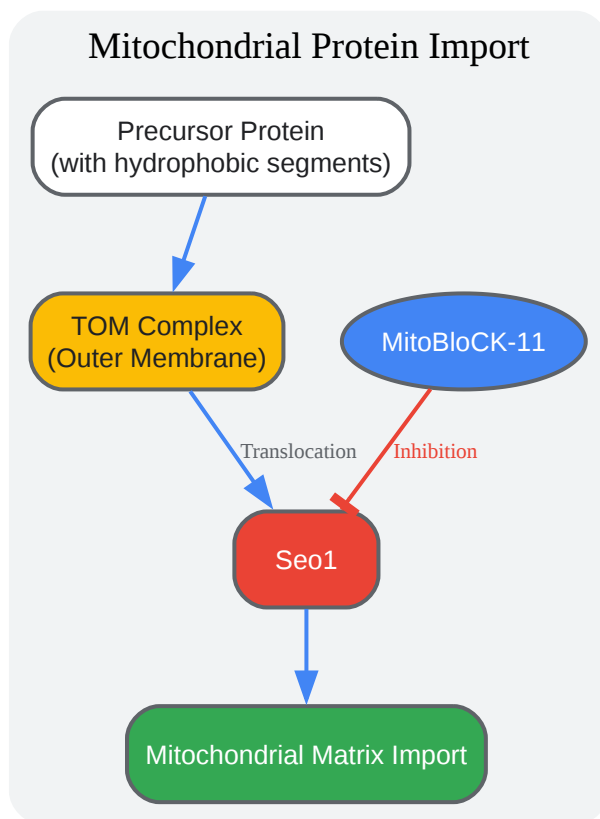 Mitochondrial Protein Import
Precursor Protein
(with hydrophobic segments)
TOM Complex
(Outer Membrane)
MitoBloCK-11
Translocation
Inhibition
Seo1
Mitochondrial Matrix Import